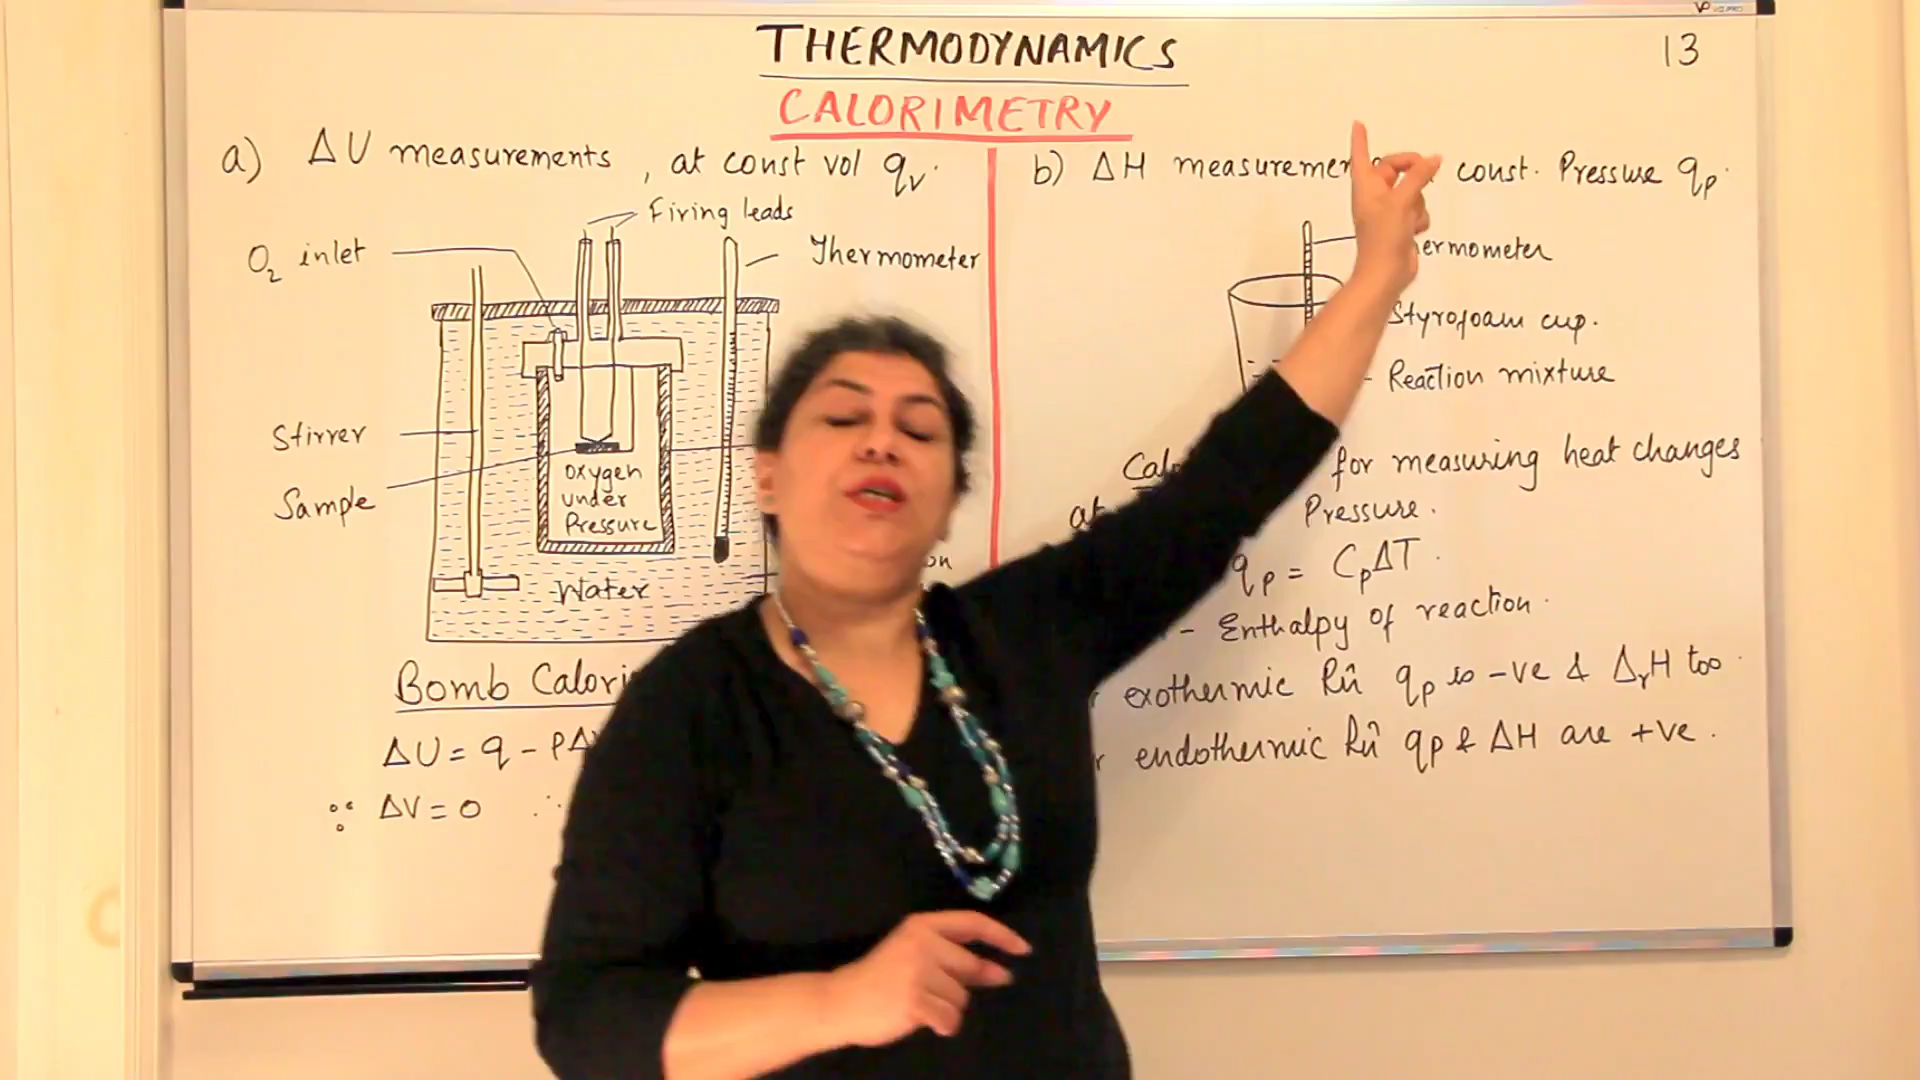 THERMODYNAMICS
13
CALORIMETRY
a) ΔU measurements, at const vol qv.
Firing leads
O2 inlet
Thermometer
Stirrer
Sample
oxygen
under
Pressure
Water
Bomb Calori
ΔU = q - PΔ
∵ ΔV = 0 ∴
b) ΔH measuremen const. Pressure qp.
ermometer
Styrofoam cup.
Reaction mixture
for measuring heat changes
at Pressure.
qp = CpΔT.
- Enthalpy of reaction.
exothermic Rn̂ qp is -ve & ΔrH too.
endothermic Rn̂ qp & ΔH are +ve.